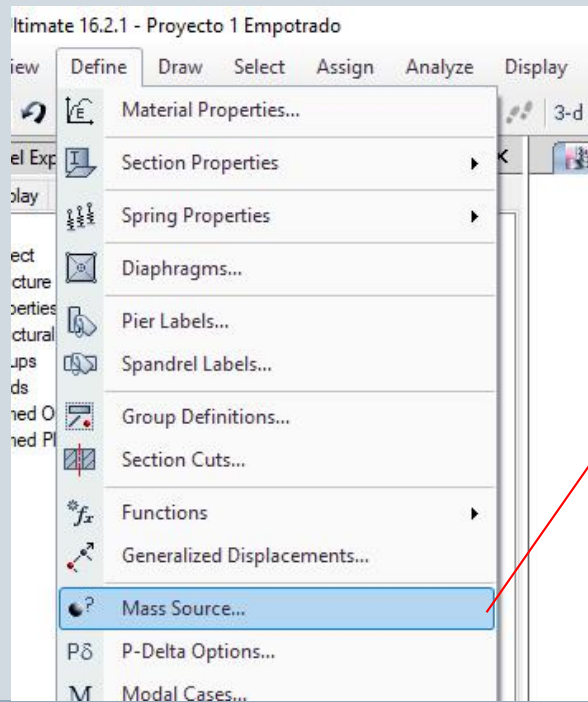 ltimate 16.2.1 - Proyecto 1 Empotrado
iew Define Draw Select Assign Analyze Display
Material Properties... 3-d
el Exp
Section Properties
play
Spring Properties
ect
Diaphragms...
cture
perties
Pier Labels...
ctural
ups
Spandrel Labels...
ds
Group Definitions...
ned O
ned Pl
Section Cuts...
Functions
Generalized Displacements...
Mass Source...
Pδ P-Delta Options...
M Modal Cases...